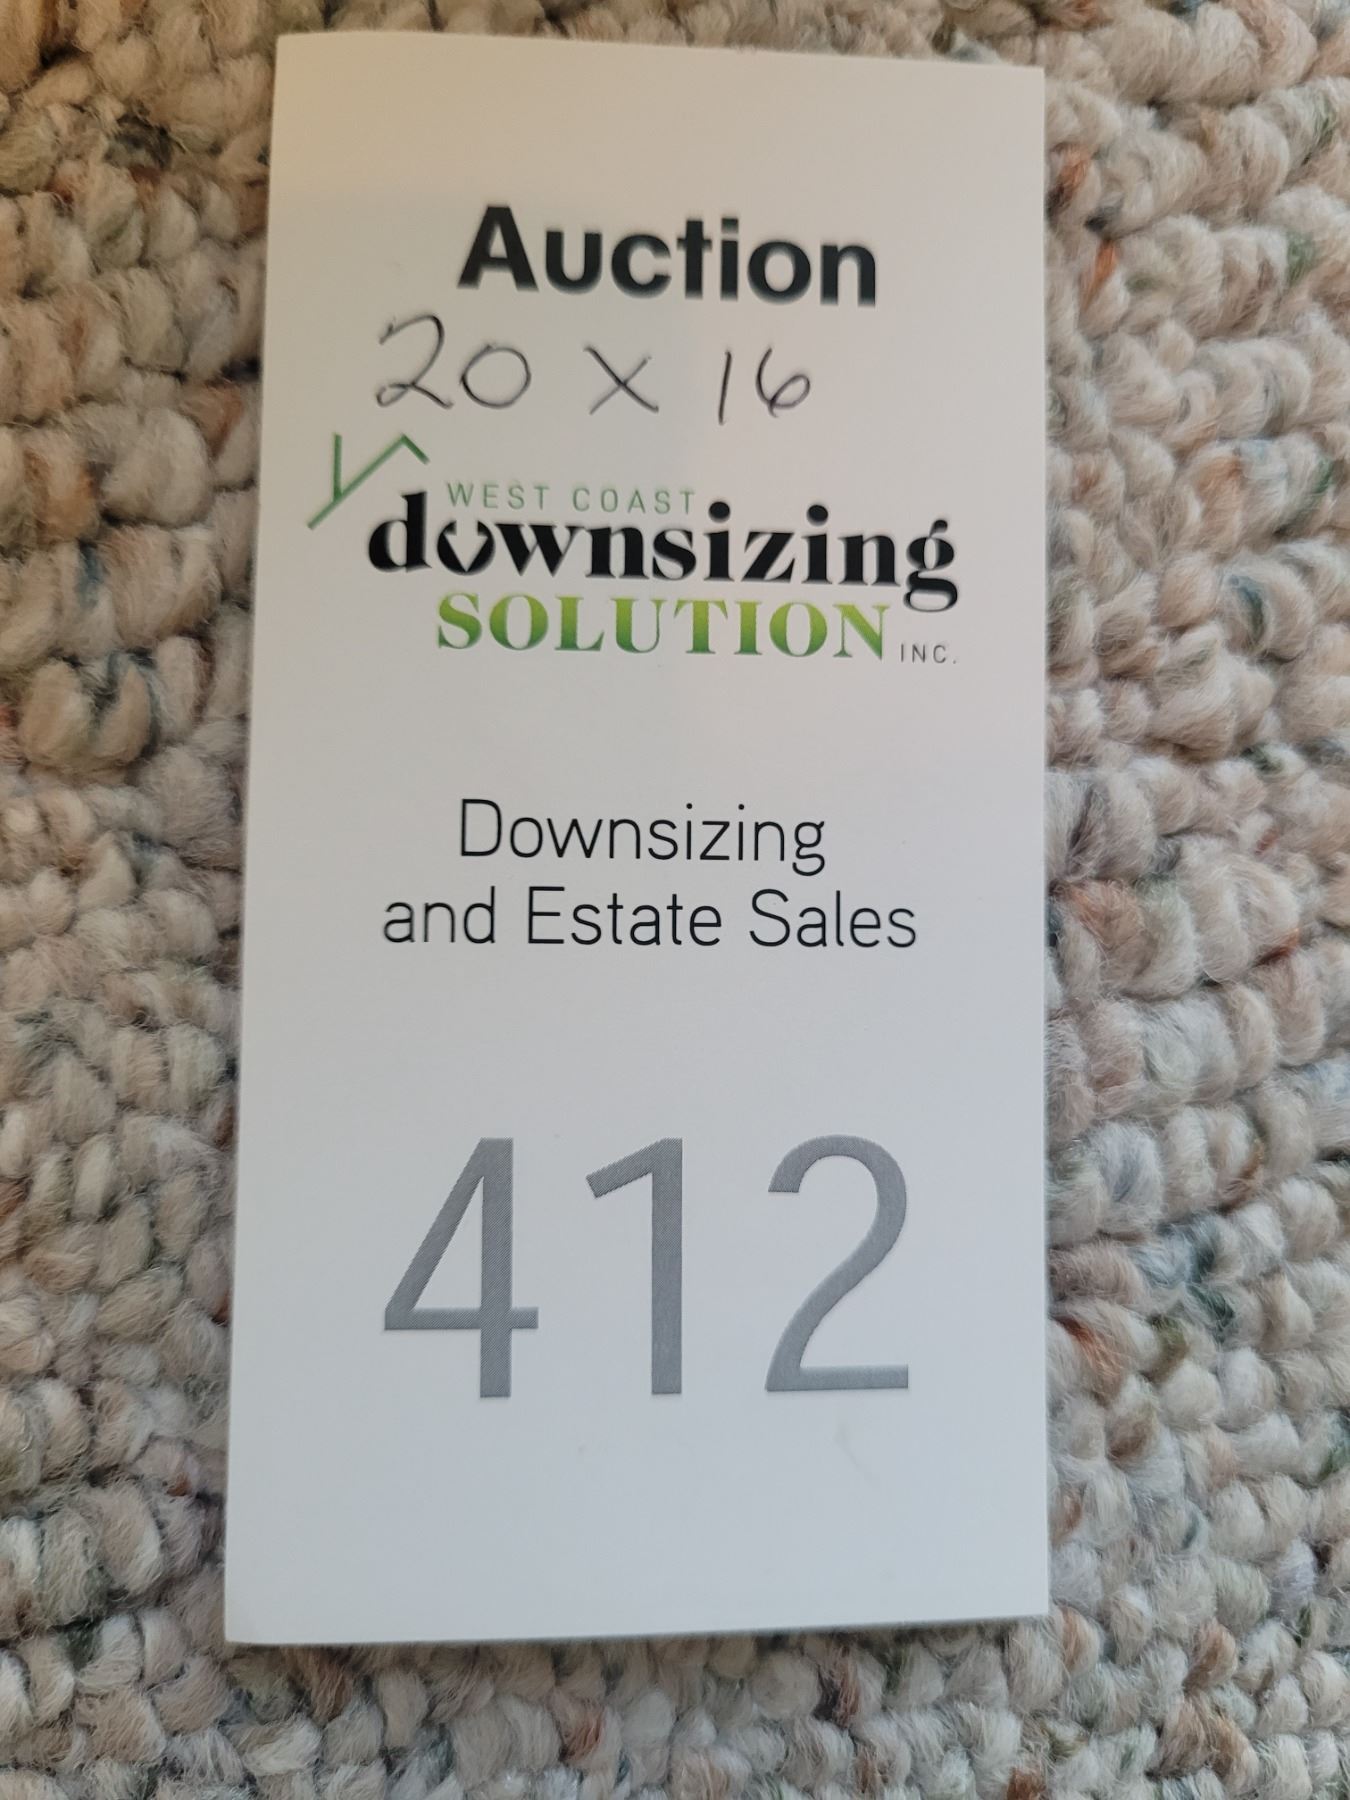 Auction
20 x 16
WEST COAST
downsizing
SOLUTION INC.
Downsizing
and Estate Sales
412